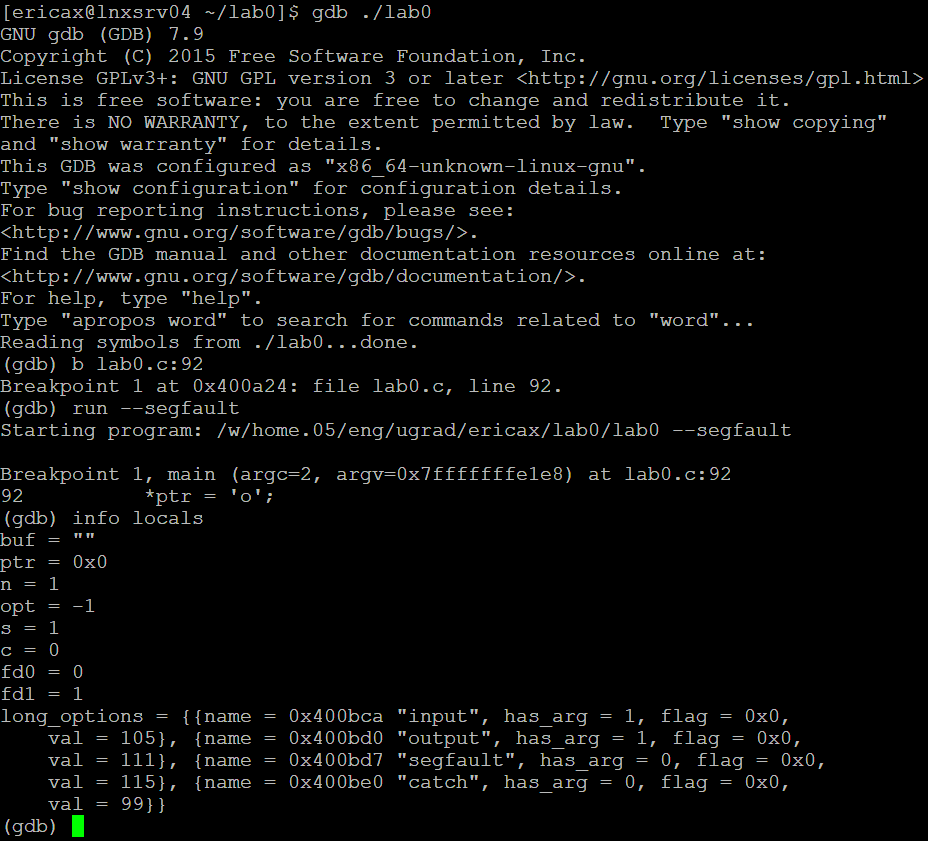 [ericax@lnxsrv04 ~/lab0]$ gdb ./lab0
GNU gdb (GDB) 7.9
Copyright (C) 2015 Free Software Foundation, Inc.
License GPLv3+: GNU GPL version 3 or later <http://gnu.org/licenses/gpl.html>
This is free software: you are free to change and redistribute it.
There is NO WARRANTY, to the extent permitted by law.  Type "show copying"
and "show warranty" for details.
This GDB was configured as "x86_64-unknown-linux-gnu".
Type "show configuration" for configuration details.
For bug reporting instructions, please see:
<http://www.gnu.org/software/gdb/bugs/>.
Find the GDB manual and other documentation resources online at:
<http://www.gnu.org/software/gdb/documentation/>.
For help, type "help".
Type "apropos word" to search for commands related to "word"...
Reading symbols from ./lab0...done.
(gdb) b lab0.c:92
Breakpoint 1 at 0x400a24: file lab0.c, line 92.
(gdb) run --segfault
Starting program: /w/home.05/eng/ugrad/ericax/lab0/lab0 --segfault

Breakpoint 1, main (argc=2, argv=0x7fffffffe1e8) at lab0.c:92
92          *ptr = 'o';
(gdb) info locals
buf = ""
ptr = 0x0
n = 1
opt = -1
s = 1
c = 0
fd0 = 0
fd1 = 1
long_options = {{name = 0x400bca "input", has_arg = 1, flag = 0x0,
    val = 105}, {name = 0x400bd0 "output", has_arg = 1, flag = 0x0,
    val = 111}, {name = 0x400bd7 "segfault", has_arg = 0, flag = 0x0,
    val = 115}, {name = 0x400be0 "catch", has_arg = 0, flag = 0x0,
    val = 99}}
(gdb)